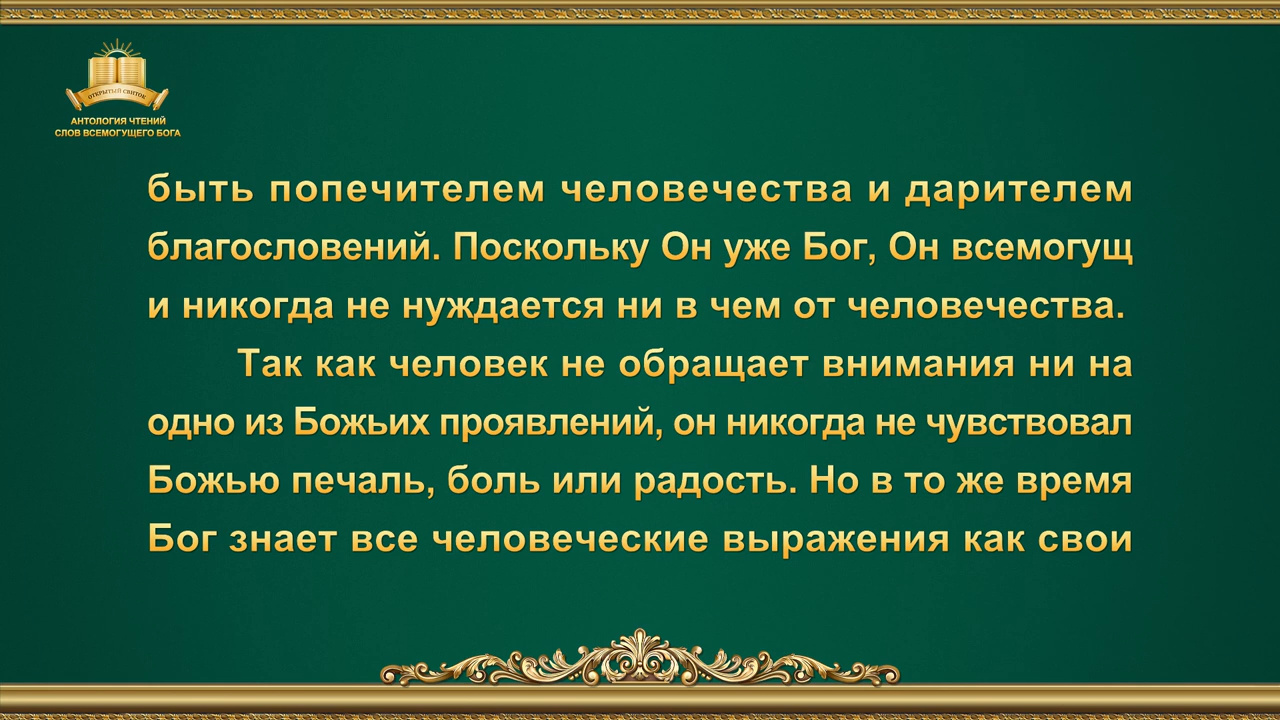 ОТКРЫТЫЙ СВИТОК
АНТОЛОГИЯ ЧТЕНИЙ
СЛОВ ВСЕМОГУЩЕГО БОГА
быть попечителем человечества и дарителем
благословений. Поскольку Он уже Бог, Он всемогущ
и никогда не нуждается ни в чем от человечества.
Так как человек не обращает внимания ни на
одно из Божьих проявлений, он никогда не чувствовал
Божью печаль, боль или радость. Но в то же время
Бог знает все человеческие выражения как свои